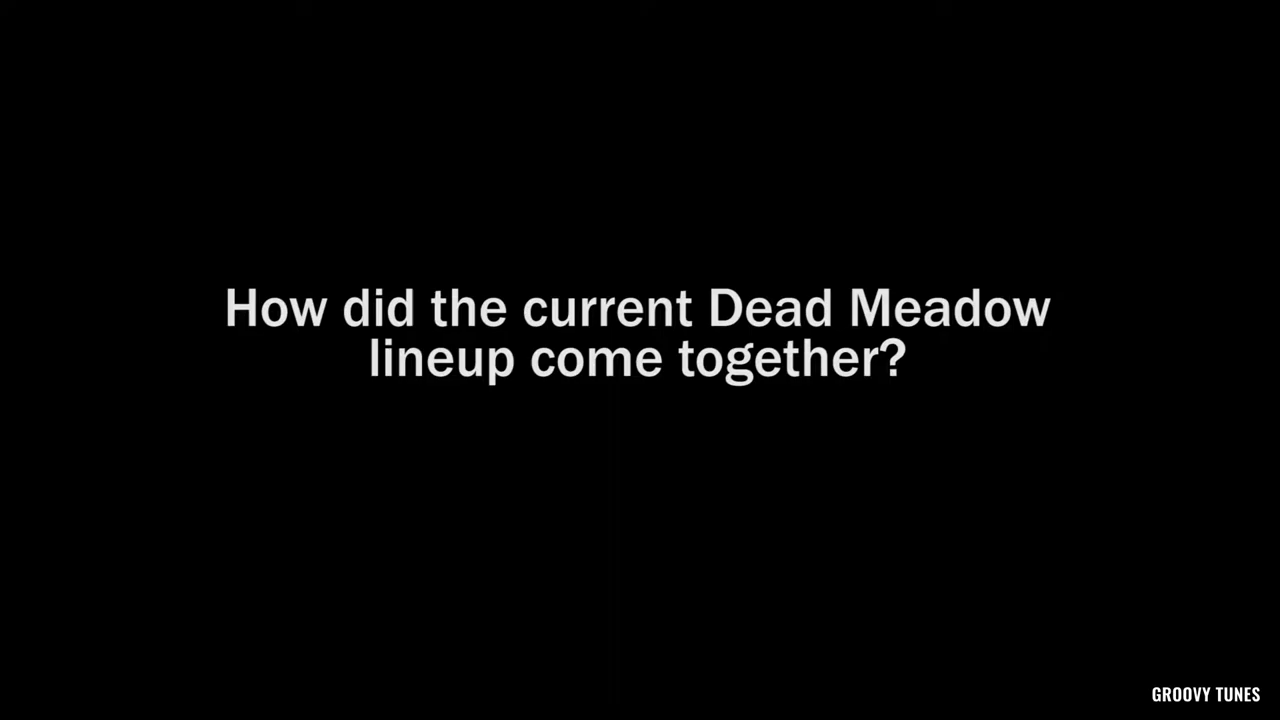 How did the current Dead Meadow
lineup come together?
GROOVY TUNES